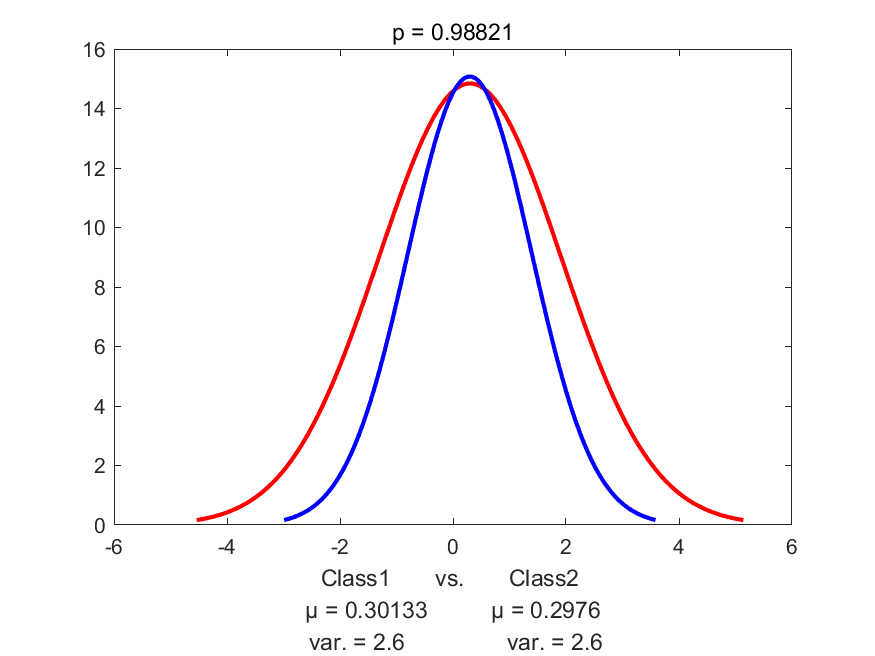 p = 0.98821
16
14
12
10
8
6
4
2
0
-6 -4 -2 0 2 4 6
Class1 vs. Class2
μ = 0.30133 μ = 0.2976
var. = 2.6 var. = 2.6